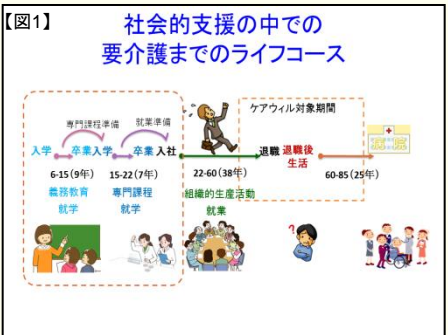 【図1】
社会的支援の中での
要介護までのライフコース
専門課程準備
就業準備
ケアウィル対象期間
入学
卒業入学
卒業 入社
退職
退職後
生活
病院
6-15(9年)
15-22(7年)
22-60(38年)
60-85(25年)
義務教育
就学
専門課程
就学
組織的生産活動
就業
?